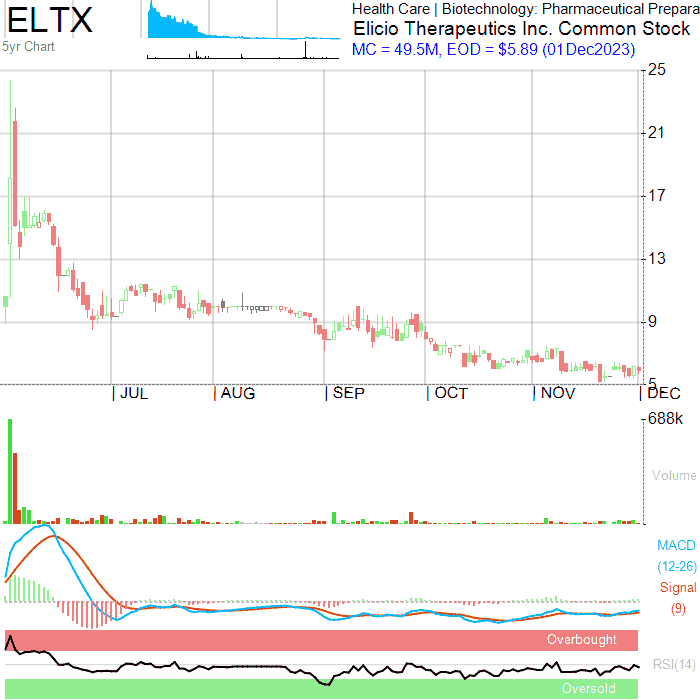 ELTX
5yr Chart
Health Care | Biotechnology: Pharmaceutical Prepara
Elicio Therapeutics Inc. Common Stock
MC = 49.5M, EOD = $5.89 (01Dec2023)
25
21
17
13
9
5
JUL
AUG
SEP
OCT
NOV
DEC
688k
Volume
MACD
(12-26)
Signal
(9)
Overbought
RSI(14)
Oversold